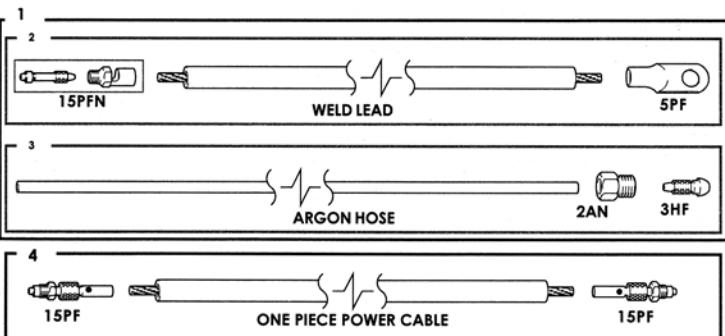 1
2
15PFN
WELD LEAD
5PF
3
ARGON HOSE
2AN
3HF
4
15PF
ONE PIECE POWER CABLE
15PF